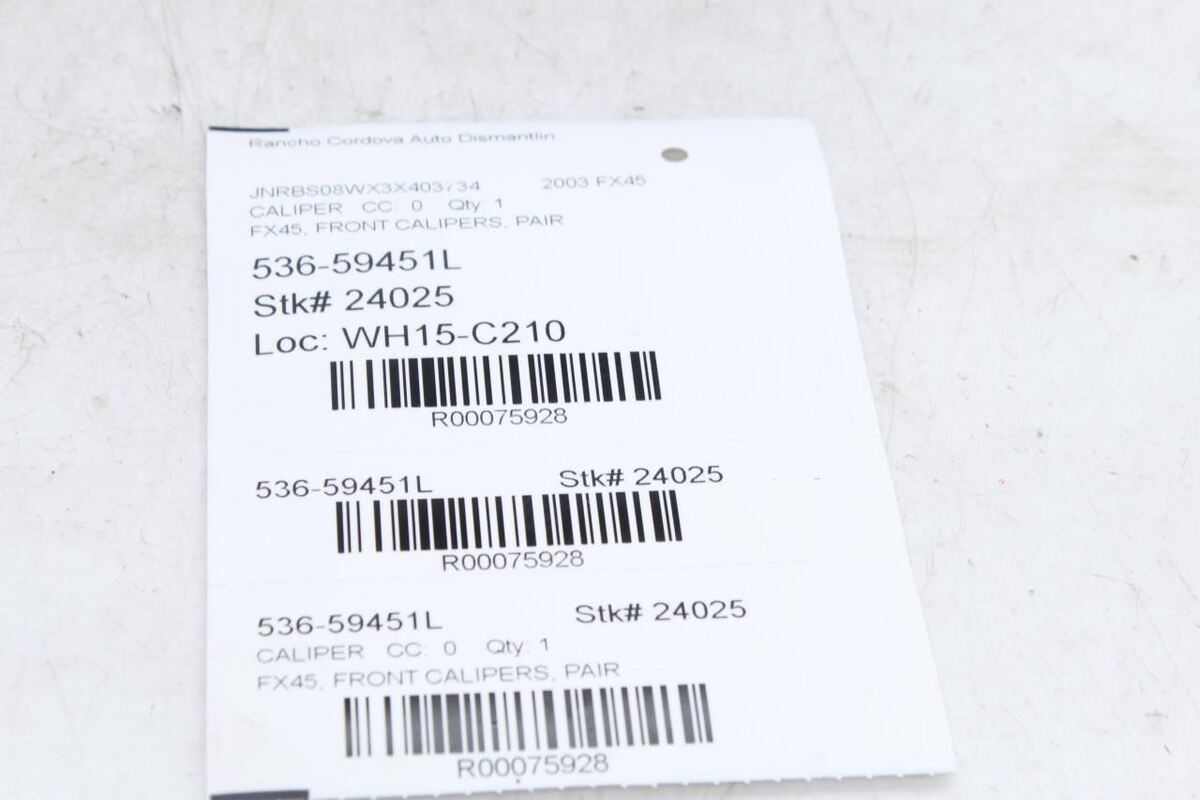 Rancho Cordova Auto Dismantlin
JNRBS08WX3X403734 2003 FX45
CALIPER CC: 0 Qty: 1
FX45, FRONT CALIPERS, PAIR
536-59451L
Stk# 24025
Loc: WH15-C210
R00075928
536-59451L Stk# 24025
R00075928
536-59451L Stk# 24025
CALIPER CC: 0 Qty: 1
FX45, FRONT CALIPERS, PAIR
R00075928